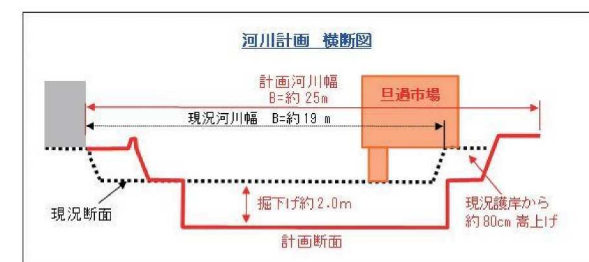 河川計画 横断図
計画河川幅
B=約25m
旦過市場
現況河川幅 B=約19m
掘下げ約2.0m
現況断面
計画断面
現況護岸から
約80cm嵩上げ